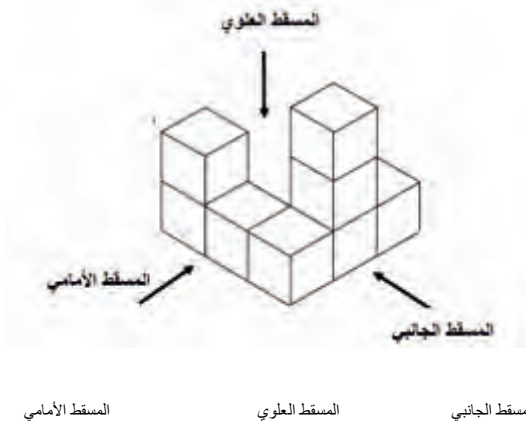 المسقط العلوي
المسقط الأمامي
المسقط الجانبي
المسقط الأمامي المسقط العلوي مسقط الجانبي